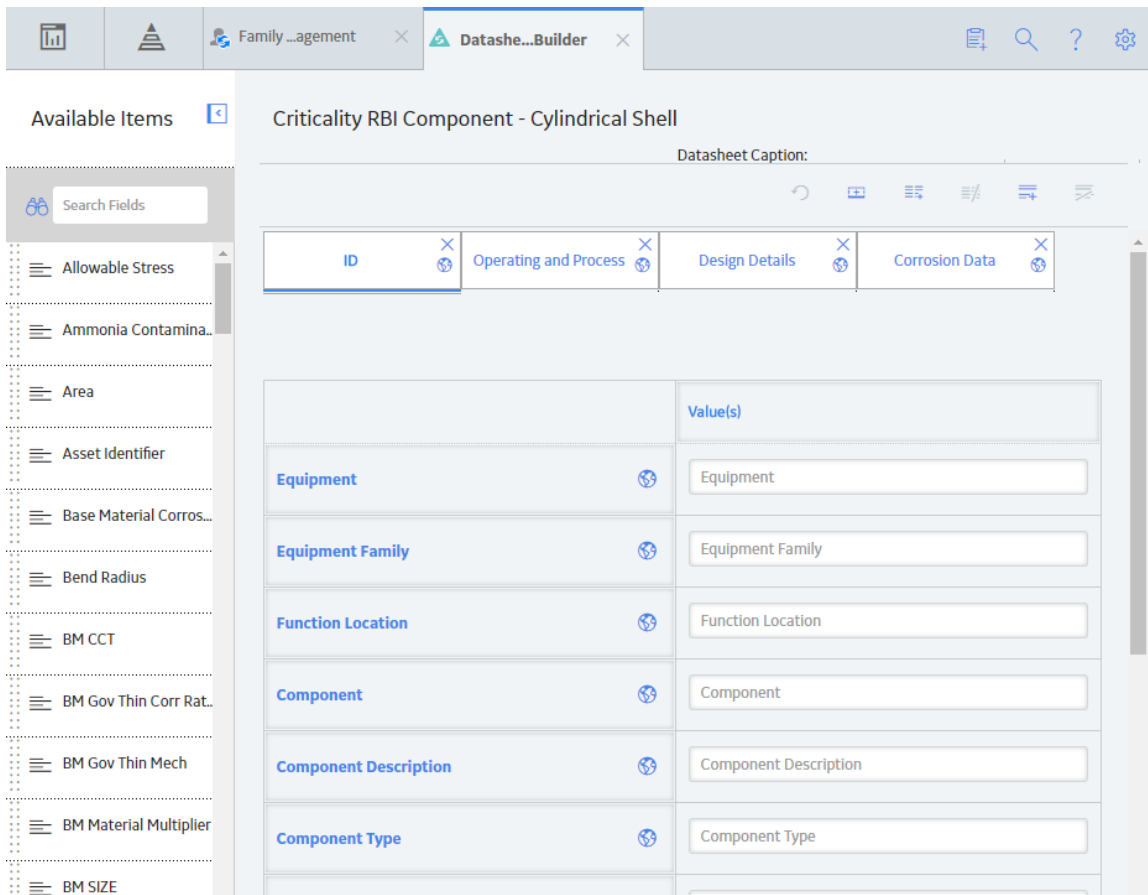 Family ...agement
Datashe...Builder
Available Items
Criticality RBI Component - Cylindrical Shell
Datasheet Caption:
Search Fields
Allowable Stress
Ammonia Contamina..
Area
Asset Identifier
Base Material Corros...
Bend Radius
BM CCT
BM Gov Thin Corr Rat..
BM Gov Thin Mech
BM Material Multiplier
BM SIZE
ID
Operating and Process
Design Details
Corrosion Data
Value(s)
Equipment
Equipment
Equipment Family
Equipment Family
Function Location
Function Location
Component
Component
Component Description
Component Description
Component Type
Component Type